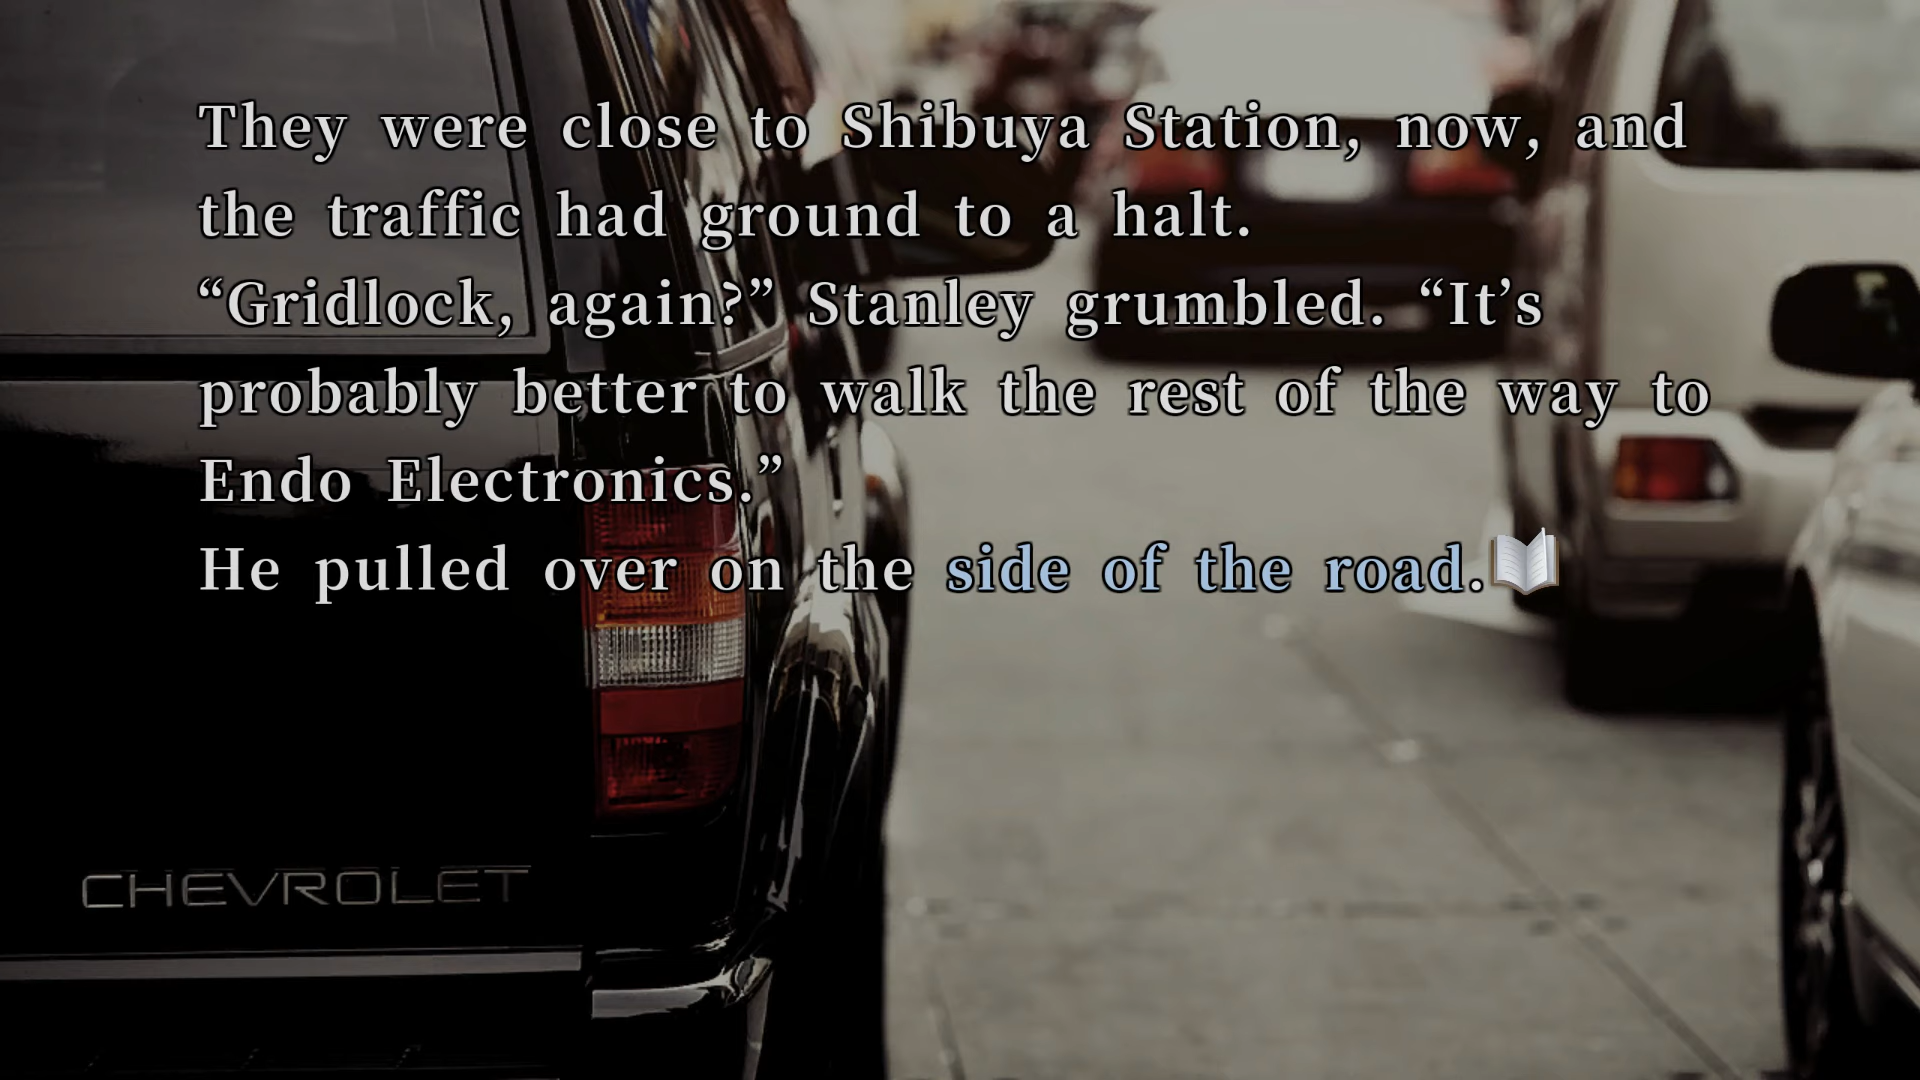 They were close to Shibuya Station, now, and
the traffic had ground to a halt.
“Gridlock, again?” Stanley grumbled. “It’s
probably better to walk the rest of the way to
Endo Electronics.”
He pulled over on the side of the road.
CHEVROLET